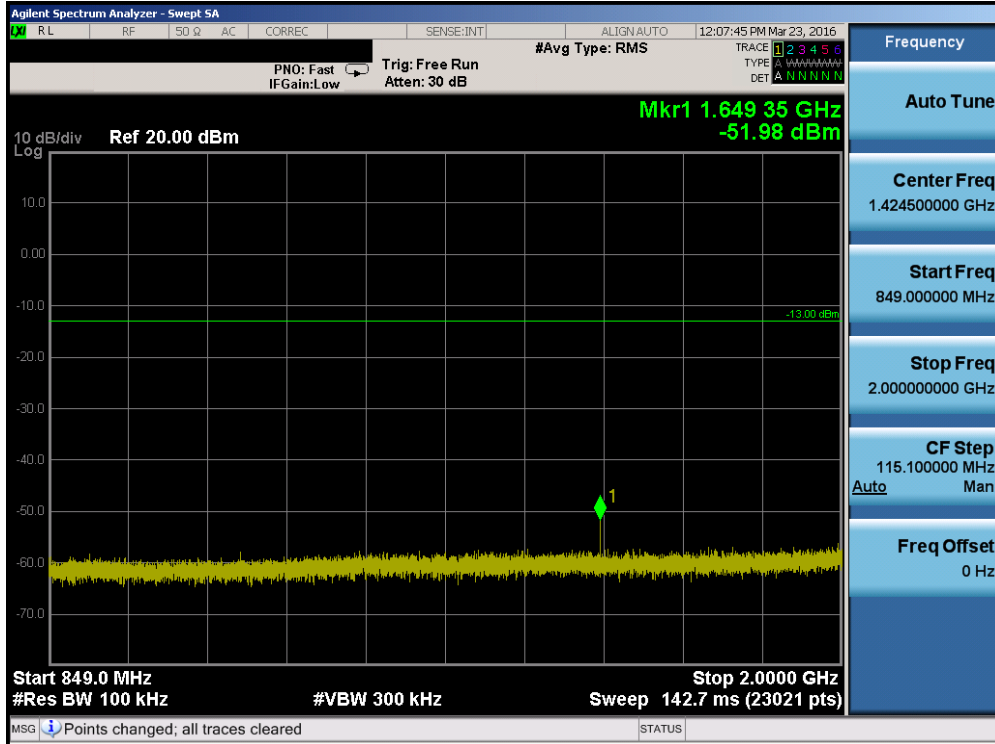 Agilent Spectrum Analyzer - Swept SA
LXI RL RF 50 Ω AC CORREC SENSE:INT ALIGN AUTO 12:07:45 PM Mar 23, 2016
#Avg Type: RMS
TRACE 1 2 3 4 5 6
TYPE A WWWWW
DET A N N N N N
PNO: Fast
IFGain:Low
Trig: Free Run
Atten: 30 dB
Mkr1 1.649 35 GHz
-51.98 dBm
10 dB/div Ref 20.00 dBm
Log
10.0
0.00
-10.0
-13.00 dBm
-20.0
-30.0
-40.0
1
-50.0
-60.0
-70.0
Start 849.0 MHz Stop 2.0000 GHz
#Res BW 100 kHz #VBW 300 kHz Sweep 142.7 ms (23021 pts)
MSG Points changed; all traces cleared STATUS
Frequency
Auto Tune
Center Freq
1.424500000 GHz
Start Freq
849.000000 MHz
Stop Freq
2.000000000 GHz
CF Step
115.100000 MHz
Auto Man
Freq Offset
0 Hz